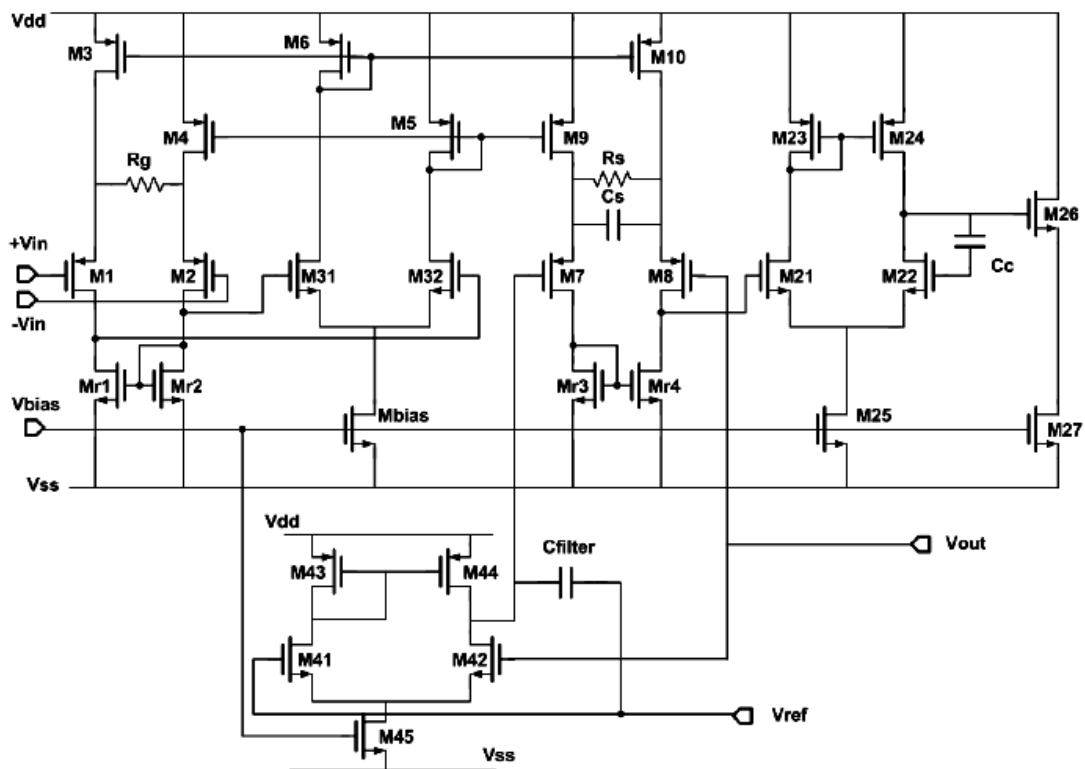 Vdd
M3
M6
M10
M4
M5
M9
M23
M24
Rg
Rs
Cs
M26
+Vin
M1
M2
M31
M32
M7
M8
M21
M22
Cc
-Vin
Mr1
Mr2
Mr3
Mr4
Vbias
Mbias
M25
M27
Vss
Vdd
Cfilter
Vout
M43
M44
M41
M42
Vref
M45
Vss